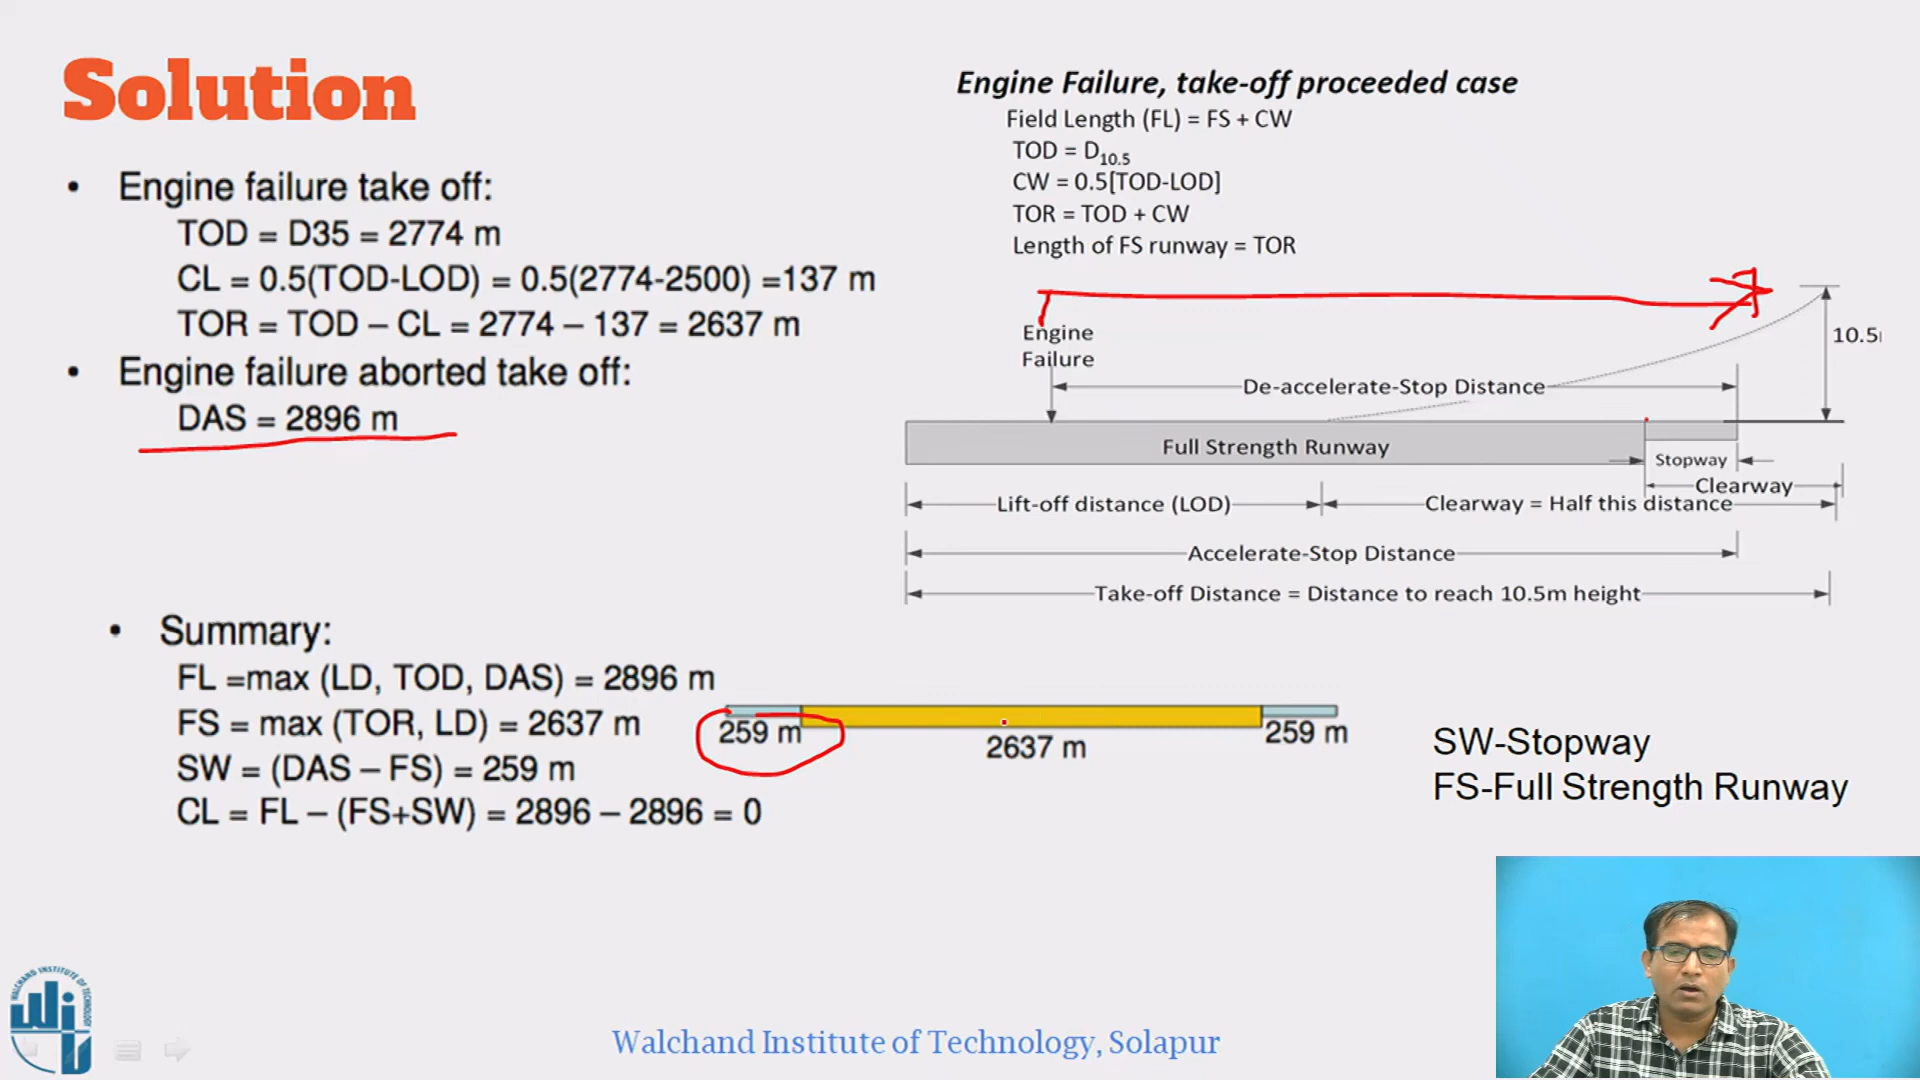 Solution
• Engine failure take off:
TOD = D35 = 2774 m
CL = 0.5(TOD-LOD) = 0.5(2774-2500) =137 m
TOR = TOD – CL = 2774 – 137 = 2637 m
• Engine failure aborted take off:
DAS = 2896 m
Engine Failure, take-off proceeded case
Field Length (FL) = FS + CW
TOD = D10.5
CW = 0.5[TOD-LOD]
TOR = TOD + CW
Length of FS runway = TOR
Engine
Failure
10.5
De-accelerate-Stop Distance
Full Strength Runway
Stopway
Clearway
Lift-off distance (LOD)
Clearway = Half this distance
Accelerate-Stop Distance
Take-off Distance = Distance to reach 10.5m height
• Summary:
FL =max (LD, TOD, DAS) = 2896 m
FS = max (TOR, LD) = 2637 m
SW = (DAS – FS) = 259 m
CL = FL – (FS+SW) = 2896 – 2896 = 0
259 m
2637 m
259 m
SW-Stopway
FS-Full Strength Runway
WALCHAND INSTITUTE OF TECHNOLOGY
Walchand Institute of Technology, Solapur